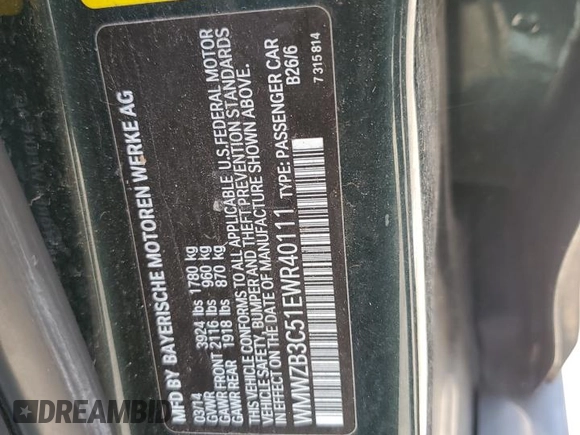 MFD BY BAYERISCHE MOTOREN WERKE AG
03/14
GVWR 3924 lbs 1780 kg
GAWR FRONT 2116 lbs 960 kg
GAWR REAR 1918 lbs 870 kg
THIS VEHICLE CONFORMS TO ALL APPLICABLE U.S.FEDERAL MOTOR
VEHICLE SAFETY, BUMPER AND THEFT PREVENTION STANDARDS
IN EFFECT ON THE DATE OF MANUFACTURE SHOWN ABOVE.
WMWZB3C51EWR40111 TYPE: PASSENGER CAR
B26/6
7 315 814
DREAMBID